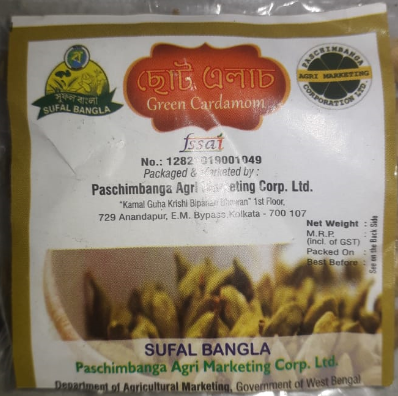 সুফল বাংলা
SUFAL BANGLA
ছোট এলাচ
Green Cardamom
PASCHIMBANGA
AGRI MARKETING
CORPORATION LTD.
fssai
Packaged & Marketed by :
Paschimbanga Agri Marketing Corp. Ltd.
"Kamal Guha Krishi Bipanan Bhawan" 1st Floor,
729 Anandapur, E.M. Bypass, Kolkata - 700 107
Net Weight :
M.R.P. :
(incl. of GST)
Packed On :
Best Before :
See on the Back Side
SUFAL BANGLA
Paschimbanga Agri Marketing Corp. Ltd.
Department of Agricultural Marketing, Government of West Bengal